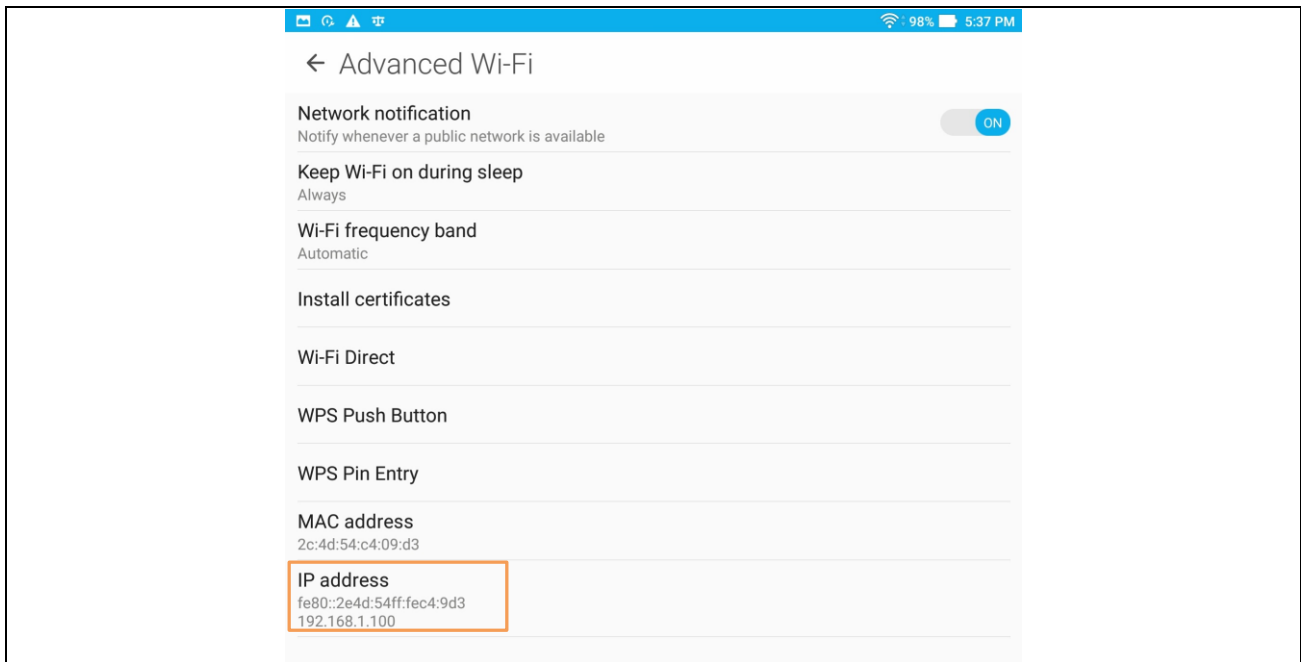 98% 5:37 PM
Advanced Wi-Fi
Network notification
Notify whenever a public network is available
ON
Keep Wi-Fi on during sleep
Always
Wi-Fi frequency band
Automatic
Install certificates
Wi-Fi Direct
WPS Push Button
WPS Pin Entry
MAC address
2c:4d:54:c4:09:d3
IP address
fe80::2e4d:54ff:fec4:9d3
192.168.1.100